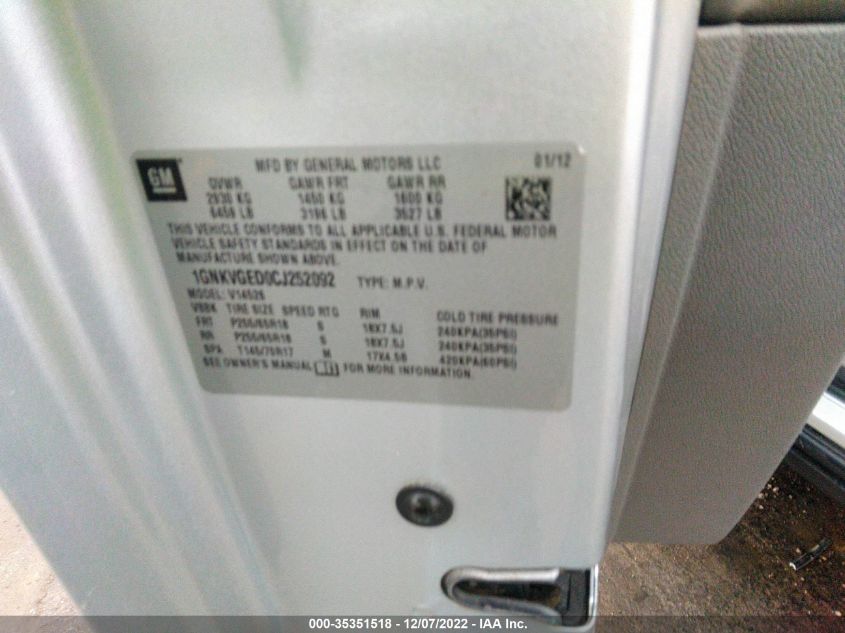 GM
MFD BY GENERAL MOTORS LLC 01/12
GVWR GAWR FRT GAWR RR
2930 KG 1450 KG 1600 KG
6459 LB 3196 LB 3527 LB
THIS VEHICLE CONFORMS TO ALL APPLICABLE U.S. FEDERAL MOTOR
VEHICLE SAFETY STANDARDS IN EFFECT ON THE DATE OF
MANUFACTURE SHOWN ABOVE.
1GNKVGED0CJ252092 TYPE: M.P.V.
MODEL: V14526
TIRE SIZE SPEED RTG RIM COLD TIRE PRESSURE
FRT P255/65R18 S 18X7.5J 240KPA(35PSI)
RR P255/65R18 S 18X7.5J 240KPA(35PSI)
SPA T145/70R17 M 17X4.5B 420KPA(60PSI)
SEE OWNER'S MANUAL FOR MORE INFORMATION.
000-35351518 - 12/07/2022 - IAA Inc.